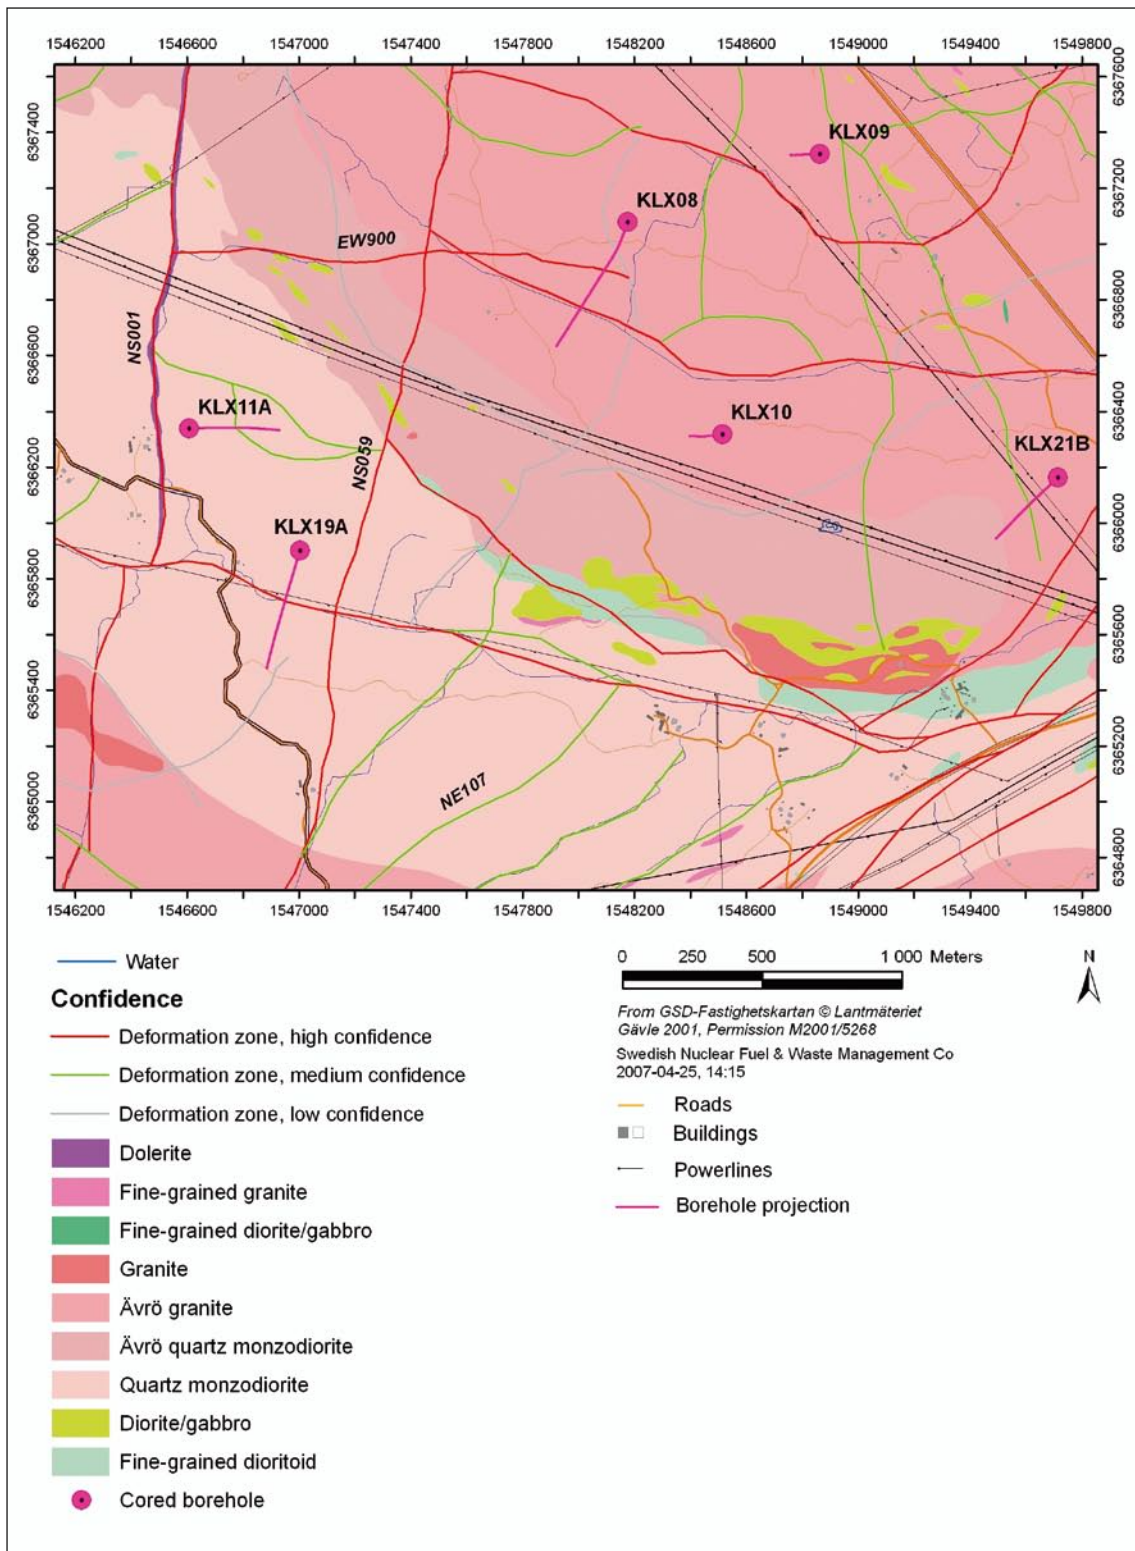 1546200 1546600 1547000 1547400 1547800 1548200 1548600 1549000 1549400 1549800
6367600
6367400
KLX09
6367200
KLX08
6367000
EW900
6366800
NS001
6366600
KLX11A
KLX10
6366400
KLX21B
NS059
6366200
KLX19A
6366000
6365800
6365600
6365400
6365200
NE107
6365000
6364800
1546200 1546600 1547000 1547400 1547800 1548200 1548600 1549000 1549400 1549800
Water
Confidence
Deformation zone, high confidence
Deformation zone, medium confidence
Deformation zone, low confidence
Dolerite
Fine-grained granite
Fine-grained diorite/gabbro
Granite
Ävrö granite
Ävrö quartz monzodiorite
Quartz monzodiorite
Diorite/gabbro
Fine-grained dioritoid
Cored borehole
0 250 500 1 000 Meters
N
From GSD-Fastighetskartan © Lantmäteriet
Gävle 2001, Permission M2001/5268
Swedish Nuclear Fuel & Waste Management Co
2007-04-25, 14:15
Roads
Buildings
Powerlines
Borehole projection